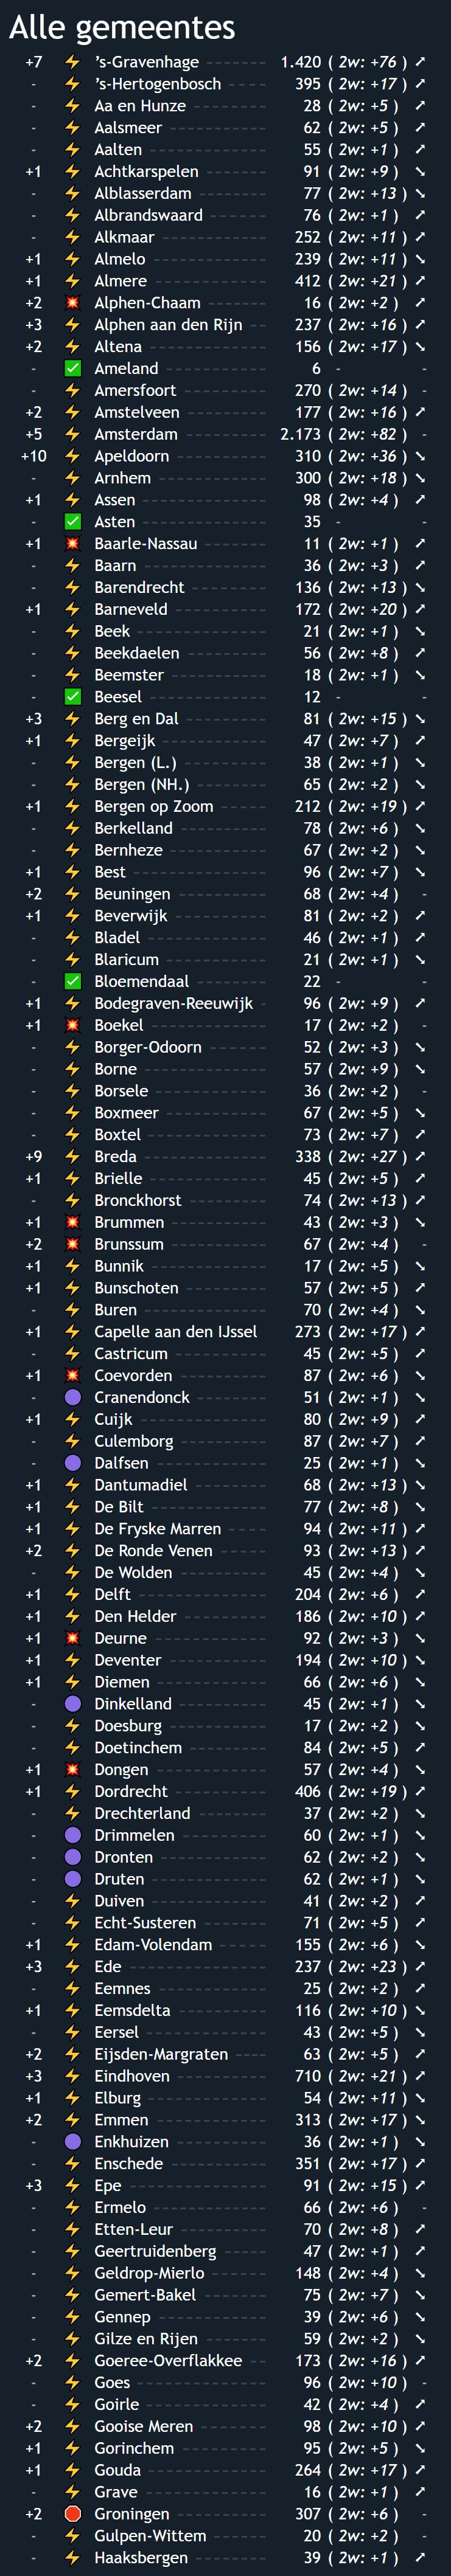 Alle gemeentes
+7 ’s-Gravenhage 1.420 ( 2w: +76 )
- ’s-Hertogenbosch 395 ( 2w: +17 )
- Aa en Hunze 28 ( 2w: +5 )
- Aalsmeer 62 ( 2w: +5 )
- Aalten 55 ( 2w: +1 )
+1 Achtkarspelen 91 ( 2w: +9 )
- Alblasserdam 77 ( 2w: +13 )
- Albrandswaard 76 ( 2w: +1 )
- Alkmaar 252 ( 2w: +11 )
+1 Almelo 239 ( 2w: +11 )
+1 Almere 412 ( 2w: +21 )
+2 Alphen-Chaam 16 ( 2w: +2 )
+3 Alphen aan den Rijn 237 ( 2w: +16 )
+2 Altena 156 ( 2w: +17 )
- Ameland 6 - -
- Amersfoort 270 ( 2w: +14 ) -
+2 Amstelveen 177 ( 2w: +16 )
+5 Amsterdam 2.173 ( 2w: +82 ) -
+10 Apeldoorn 310 ( 2w: +36 )
- Arnhem 300 ( 2w: +18 )
+1 Assen 98 ( 2w: +4 )
- Asten 35 - -
+1 Baarle-Nassau 11 ( 2w: +1 )
- Baarn 36 ( 2w: +3 )
- Barendrecht 136 ( 2w: +13 )
+1 Barneveld 172 ( 2w: +20 )
- Beek 21 ( 2w: +1 )
- Beekdaelen 56 ( 2w: +8 )
- Beemster 18 ( 2w: +1 )
- Beesel 12 - -
+3 Berg en Dal 81 ( 2w: +15 )
+1 Bergeijk 47 ( 2w: +7 )
- Bergen (L.) 38 ( 2w: +1 )
- Bergen (NH.) 65 ( 2w: +2 )
+1 Bergen op Zoom 212 ( 2w: +19 )
- Berkelland 78 ( 2w: +6 )
- Bernheze 67 ( 2w: +2 )
+1 Best 96 ( 2w: +7 )
+2 Beuningen 68 ( 2w: +4 ) -
+1 Beverwijk 81 ( 2w: +2 )
- Bladel 46 ( 2w: +1 )
- Blaricum 21 ( 2w: +1 )
- Bloemendaal 22 - -
+1 Bodegraven-Reeuwijk 96 ( 2w: +9 )
+1 Boekel 17 ( 2w: +2 ) -
- Borger-Odoorn 52 ( 2w: +3 )
- Borne 57 ( 2w: +9 )
- Borsele 36 ( 2w: +2 ) -
- Boxmeer 67 ( 2w: +5 )
- Boxtel 73 ( 2w: +7 )
+9 Breda 338 ( 2w: +27 )
+1 Brielle 45 ( 2w: +5 )
- Bronckhorst 74 ( 2w: +13 )
+1 Brummen 43 ( 2w: +3 )
+2 Brunssum 67 ( 2w: +4 ) -
+1 Bunnik 17 ( 2w: +5 )
+1 Bunschoten 57 ( 2w: +5 )
- Buren 70 ( 2w: +4 )
+1 Capelle aan den IJssel 273 ( 2w: +17 )
- Castricum 45 ( 2w: +5 )
+1 Coevorden 87 ( 2w: +6 )
- Cranendonck 51 ( 2w: +1 )
+1 Cuijk 80 ( 2w: +9 )
- Culemborg 87 ( 2w: +7 )
- Dalfsen 25 ( 2w: +1 )
+1 Dantumadiel 68 ( 2w: +13 )
+1 De Bilt 77 ( 2w: +8 )
+1 De Fryske Marren 94 ( 2w: +11 )
+2 De Ronde Venen 93 ( 2w: +13 )
- De Wolden 45 ( 2w: +4 )
+1 Delft 204 ( 2w: +6 )
+1 Den Helder 186 ( 2w: +10 )
+1 Deurne 92 ( 2w: +3 )
+1 Deventer 194 ( 2w: +10 )
+1 Diemen 66 ( 2w: +6 )
- Dinkelland 45 ( 2w: +1 )
- Doesburg 17 ( 2w: +2 )
- Doetinchem 84 ( 2w: +5 )
+1 Dongen 57 ( 2w: +4 )
+1 Dordrecht 406 ( 2w: +19 )
- Drechterland 37 ( 2w: +2 )
- Drimmelen 60 ( 2w: +1 )
- Dronten 62 ( 2w: +2 )
- Druten 62 ( 2w: +1 )
- Duiven 41 ( 2w: +2 )
- Echt-Susteren 71 ( 2w: +5 )
+1 Edam-Volendam 155 ( 2w: +6 )
+3 Ede 237 ( 2w: +23 )
- Eemnes 25 ( 2w: +2 )
+1 Eemsdelta 116 ( 2w: +10 )
- Eersel 43 ( 2w: +5 )
+2 Eijsden-Margraten 63 ( 2w: +5 )
+3 Eindhoven 710 ( 2w: +21 )
+1 Elburg 54 ( 2w: +11 )
+2 Emmen 313 ( 2w: +17 )
- Enkhuizen 36 ( 2w: +1 )
- Enschede 351 ( 2w: +17 )
+3 Epe 91 ( 2w: +15 )
- Ermelo 66 ( 2w: +6 ) -
- Etten-Leur 70 ( 2w: +8 )
- Geertruidenberg 47 ( 2w: +1 )
- Geldrop-Mierlo 148 ( 2w: +4 )
- Gemert-Bakel 75 ( 2w: +7 )
- Gennep 39 ( 2w: +6 )
- Gilze en Rijen 59 ( 2w: +2 )
+2 Goeree-Overflakkee 173 ( 2w: +16 )
- Goes 96 ( 2w: +10 ) -
- Goirle 42 ( 2w: +4 )
+2 Gooise Meren 98 ( 2w: +10 )
+1 Gorinchem 95 ( 2w: +5 )
+1 Gouda 264 ( 2w: +17 )
- Grave 16 ( 2w: +1 )
+2 Groningen 307 ( 2w: +6 ) -
- Gulpen-Wittem 20 ( 2w: +2 ) -
- Haaksbergen 39 ( 2w: +1 )